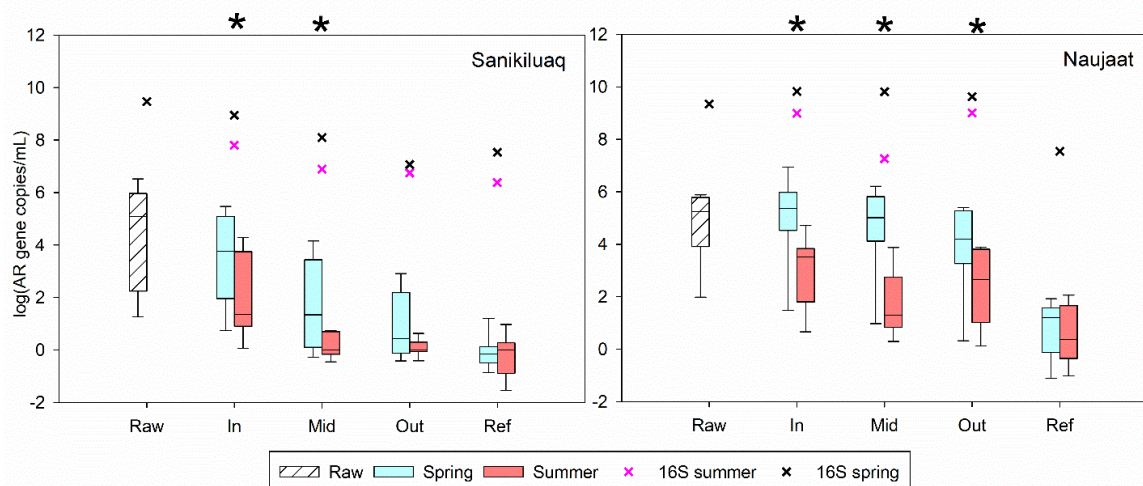 * *
* * *
12
10
8
6
4
2
0
-2
log(AR gene copies/mL)
Sanikiluaq
Raw In Mid Out Ref
12
10
8
6
4
2
0
-2
Naujaat
Raw In Mid Out Ref
Raw Spring Summer × 16S summer × 16S spring